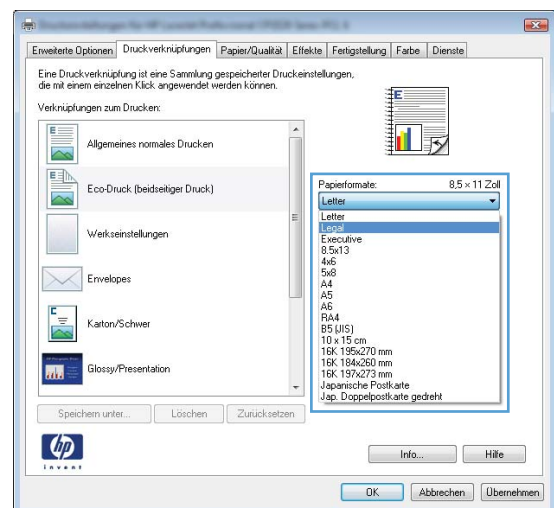 Erweiterte Optionen Druckverknüpfungen Papier/Qualität Effekte Fertigstellung Farbe Dienste
Eine Druckverknüpfung ist eine Sammlung gespeicherter Druckeinstellungen,
die mit einem einzelnen Klick angewendet werden können.
Verknüpfungen zum Drucken:
Allgemeines normales Drucken
Eco-Druck (beidseitiger Druck)
Werkseinstellungen
Envelopes
Karton/Schwer
Glossy/Presentation
Speichern unter... Löschen Zurücksetzen
E
Papierformate: 8,5 × 11 Zoll
Letter
Letter
Legal
Executive
8.5x13
4x6
5x8
A4
A5
A6
RA4
B5 (JIS)
10 x 15 cm
16K 195x270 mm
16K 184x260 mm
16K 197x273 mm
Japanische Postkarte
Jap. Doppelpostkarte gedreht
hp
invent
Info... Hilfe
OK Abbrechen Übernehmen